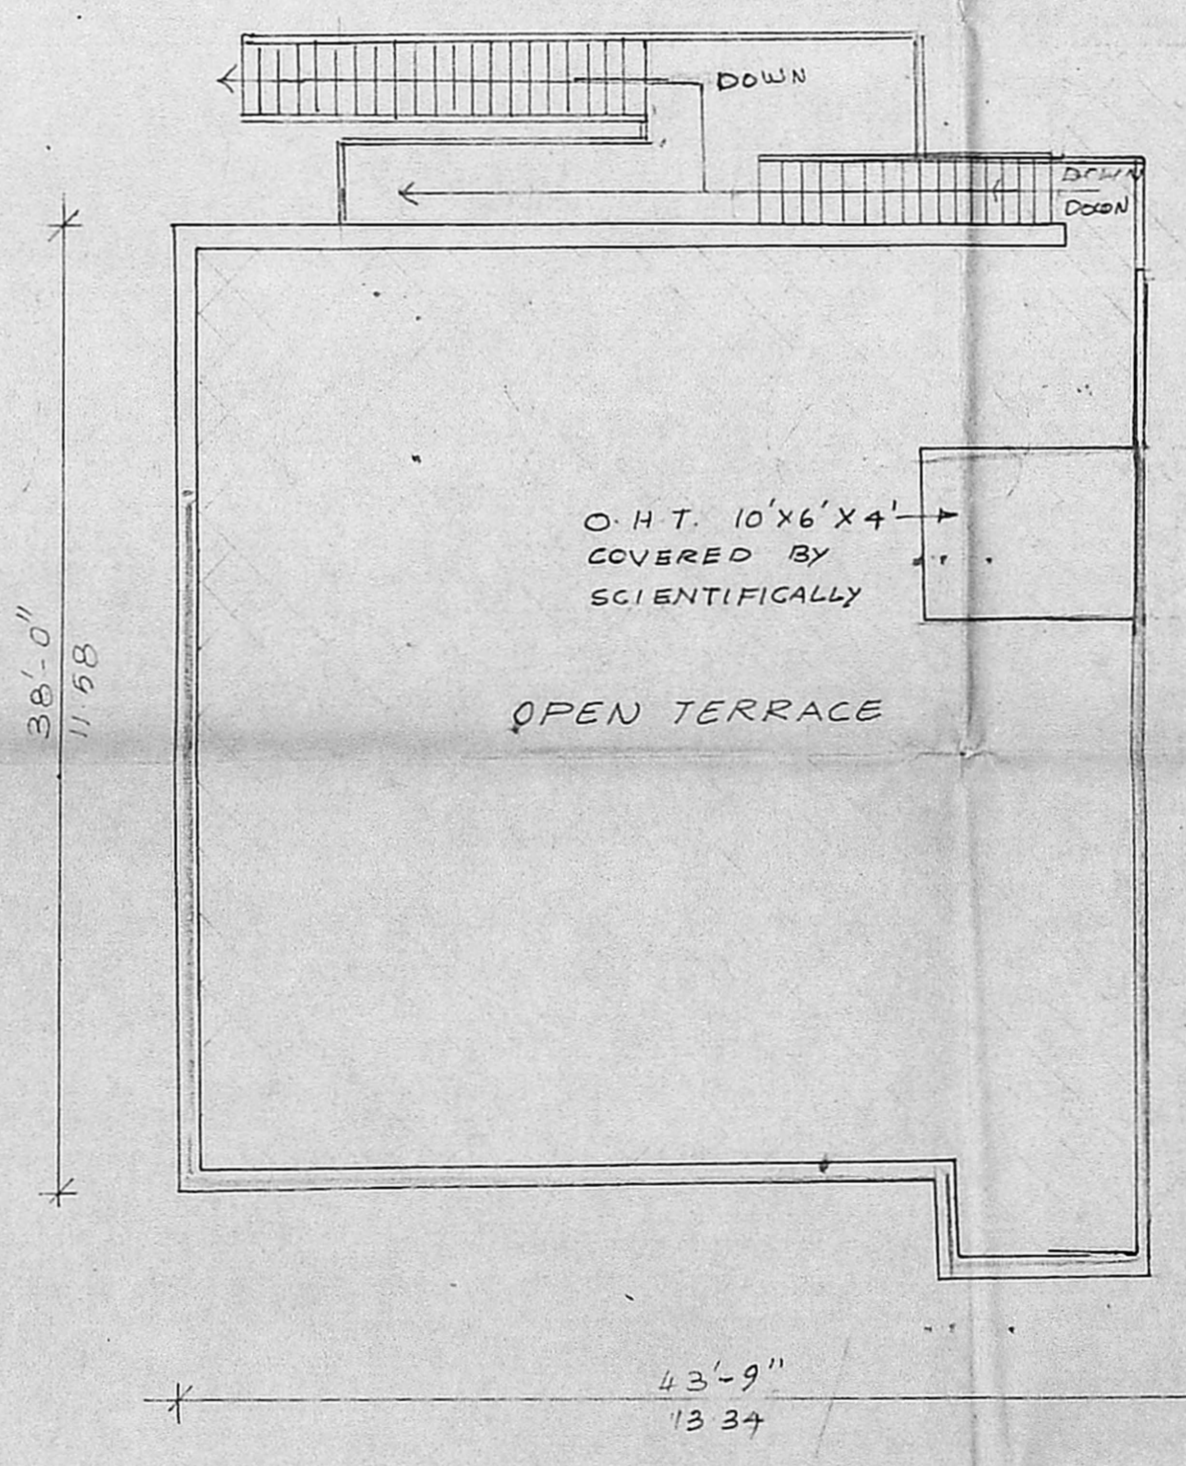 DOWN
DOWN
DOWN
O.H.T. 10'X6'X4'
COVERED BY
SCIENTIFICALLY
OPEN TERRACE
38'-0"
11.58
43'-9"
13.34